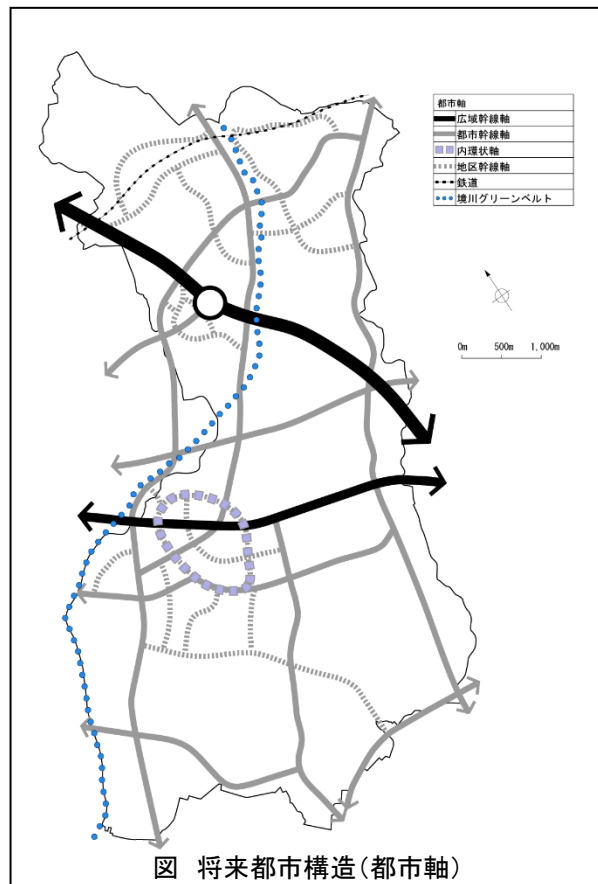 都市軸
広域幹線軸
都市幹線軸
内環状軸
地区幹線軸
鉄道
境川グリーンベルト
0m 500m 1,000m
図 将来都市構造(都市軸)